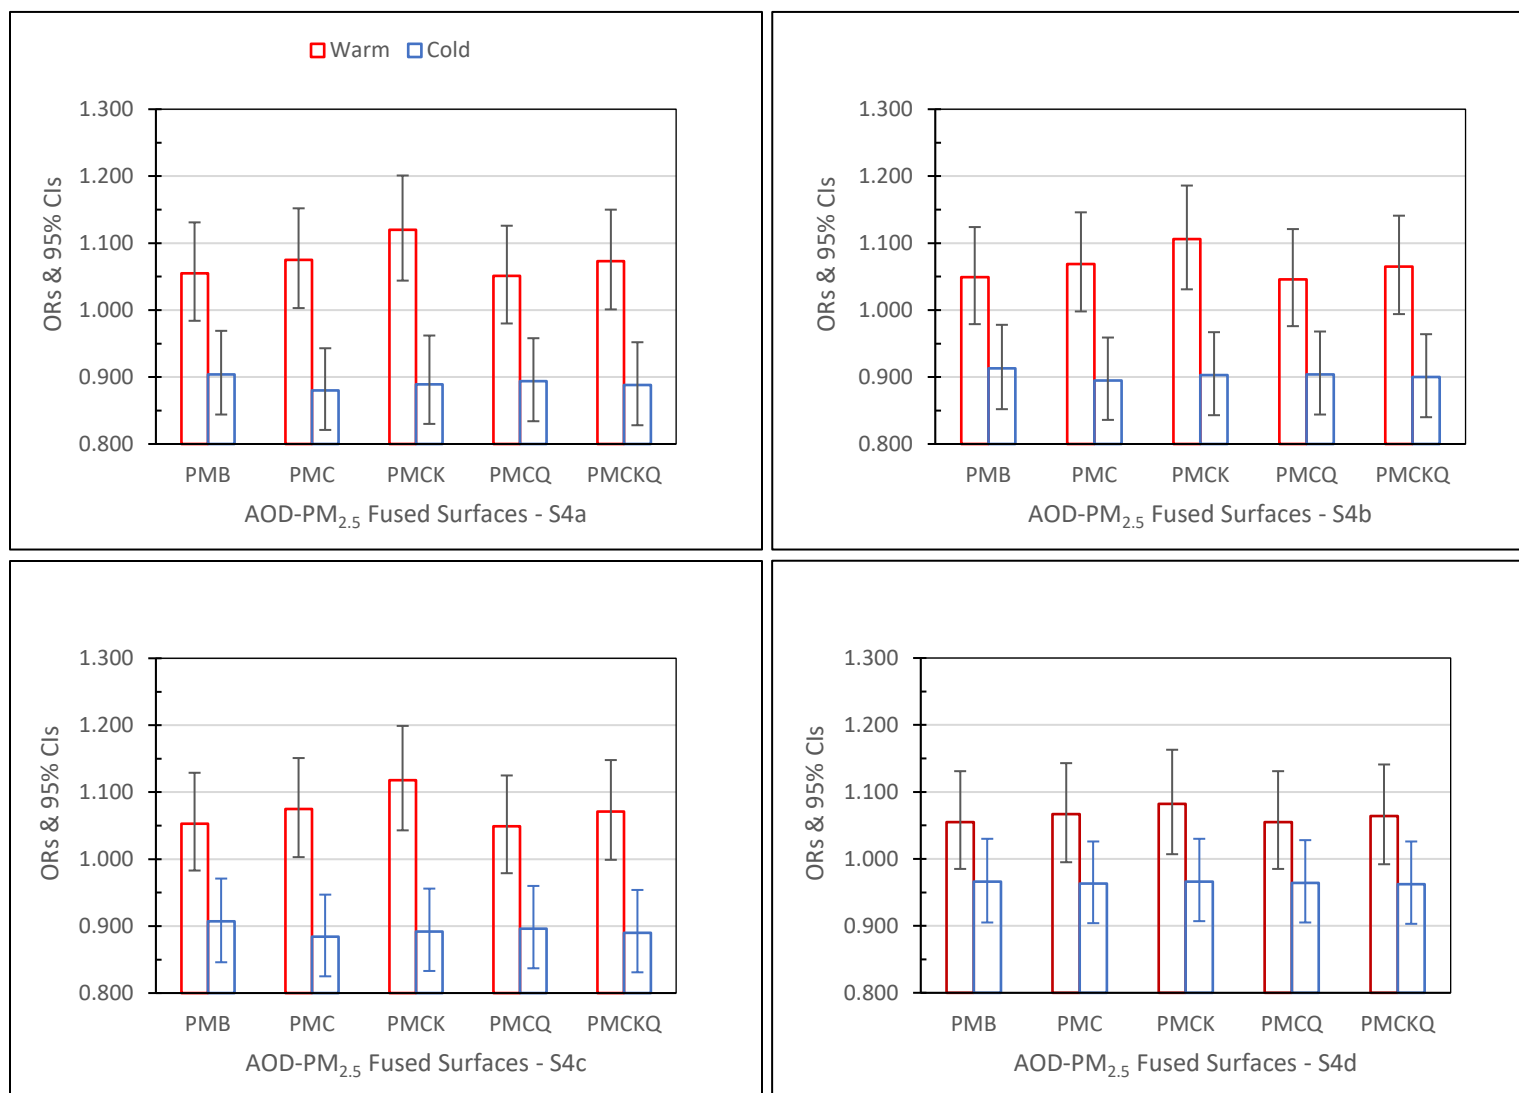 Warm Cold
1.300
1.200
1.100
1.000
0.900
0.800
ORs & 95% CIs
PMB PMC PMCK PMCQ PMCKQ
AOD-PM2.5 Fused Surfaces - S4a
1.300
1.200
1.100
1.000
0.900
0.800
ORs & 95% CIs
PMB PMC PMCK PMCQ PMCKQ
AOD-PM2.5 Fused Surfaces - S4b
1.300
1.200
1.100
1.000
0.900
0.800
ORs & 95% CIs
PMB PMC PMCK PMCQ PMCKQ
AOD-PM2.5 Fused Surfaces - S4c
1.300
1.200
1.100
1.000
0.900
0.800
ORs & 95% CIs
PMB PMC PMCK PMCQ PMCKQ
AOD-PM2.5 Fused Surfaces - S4d